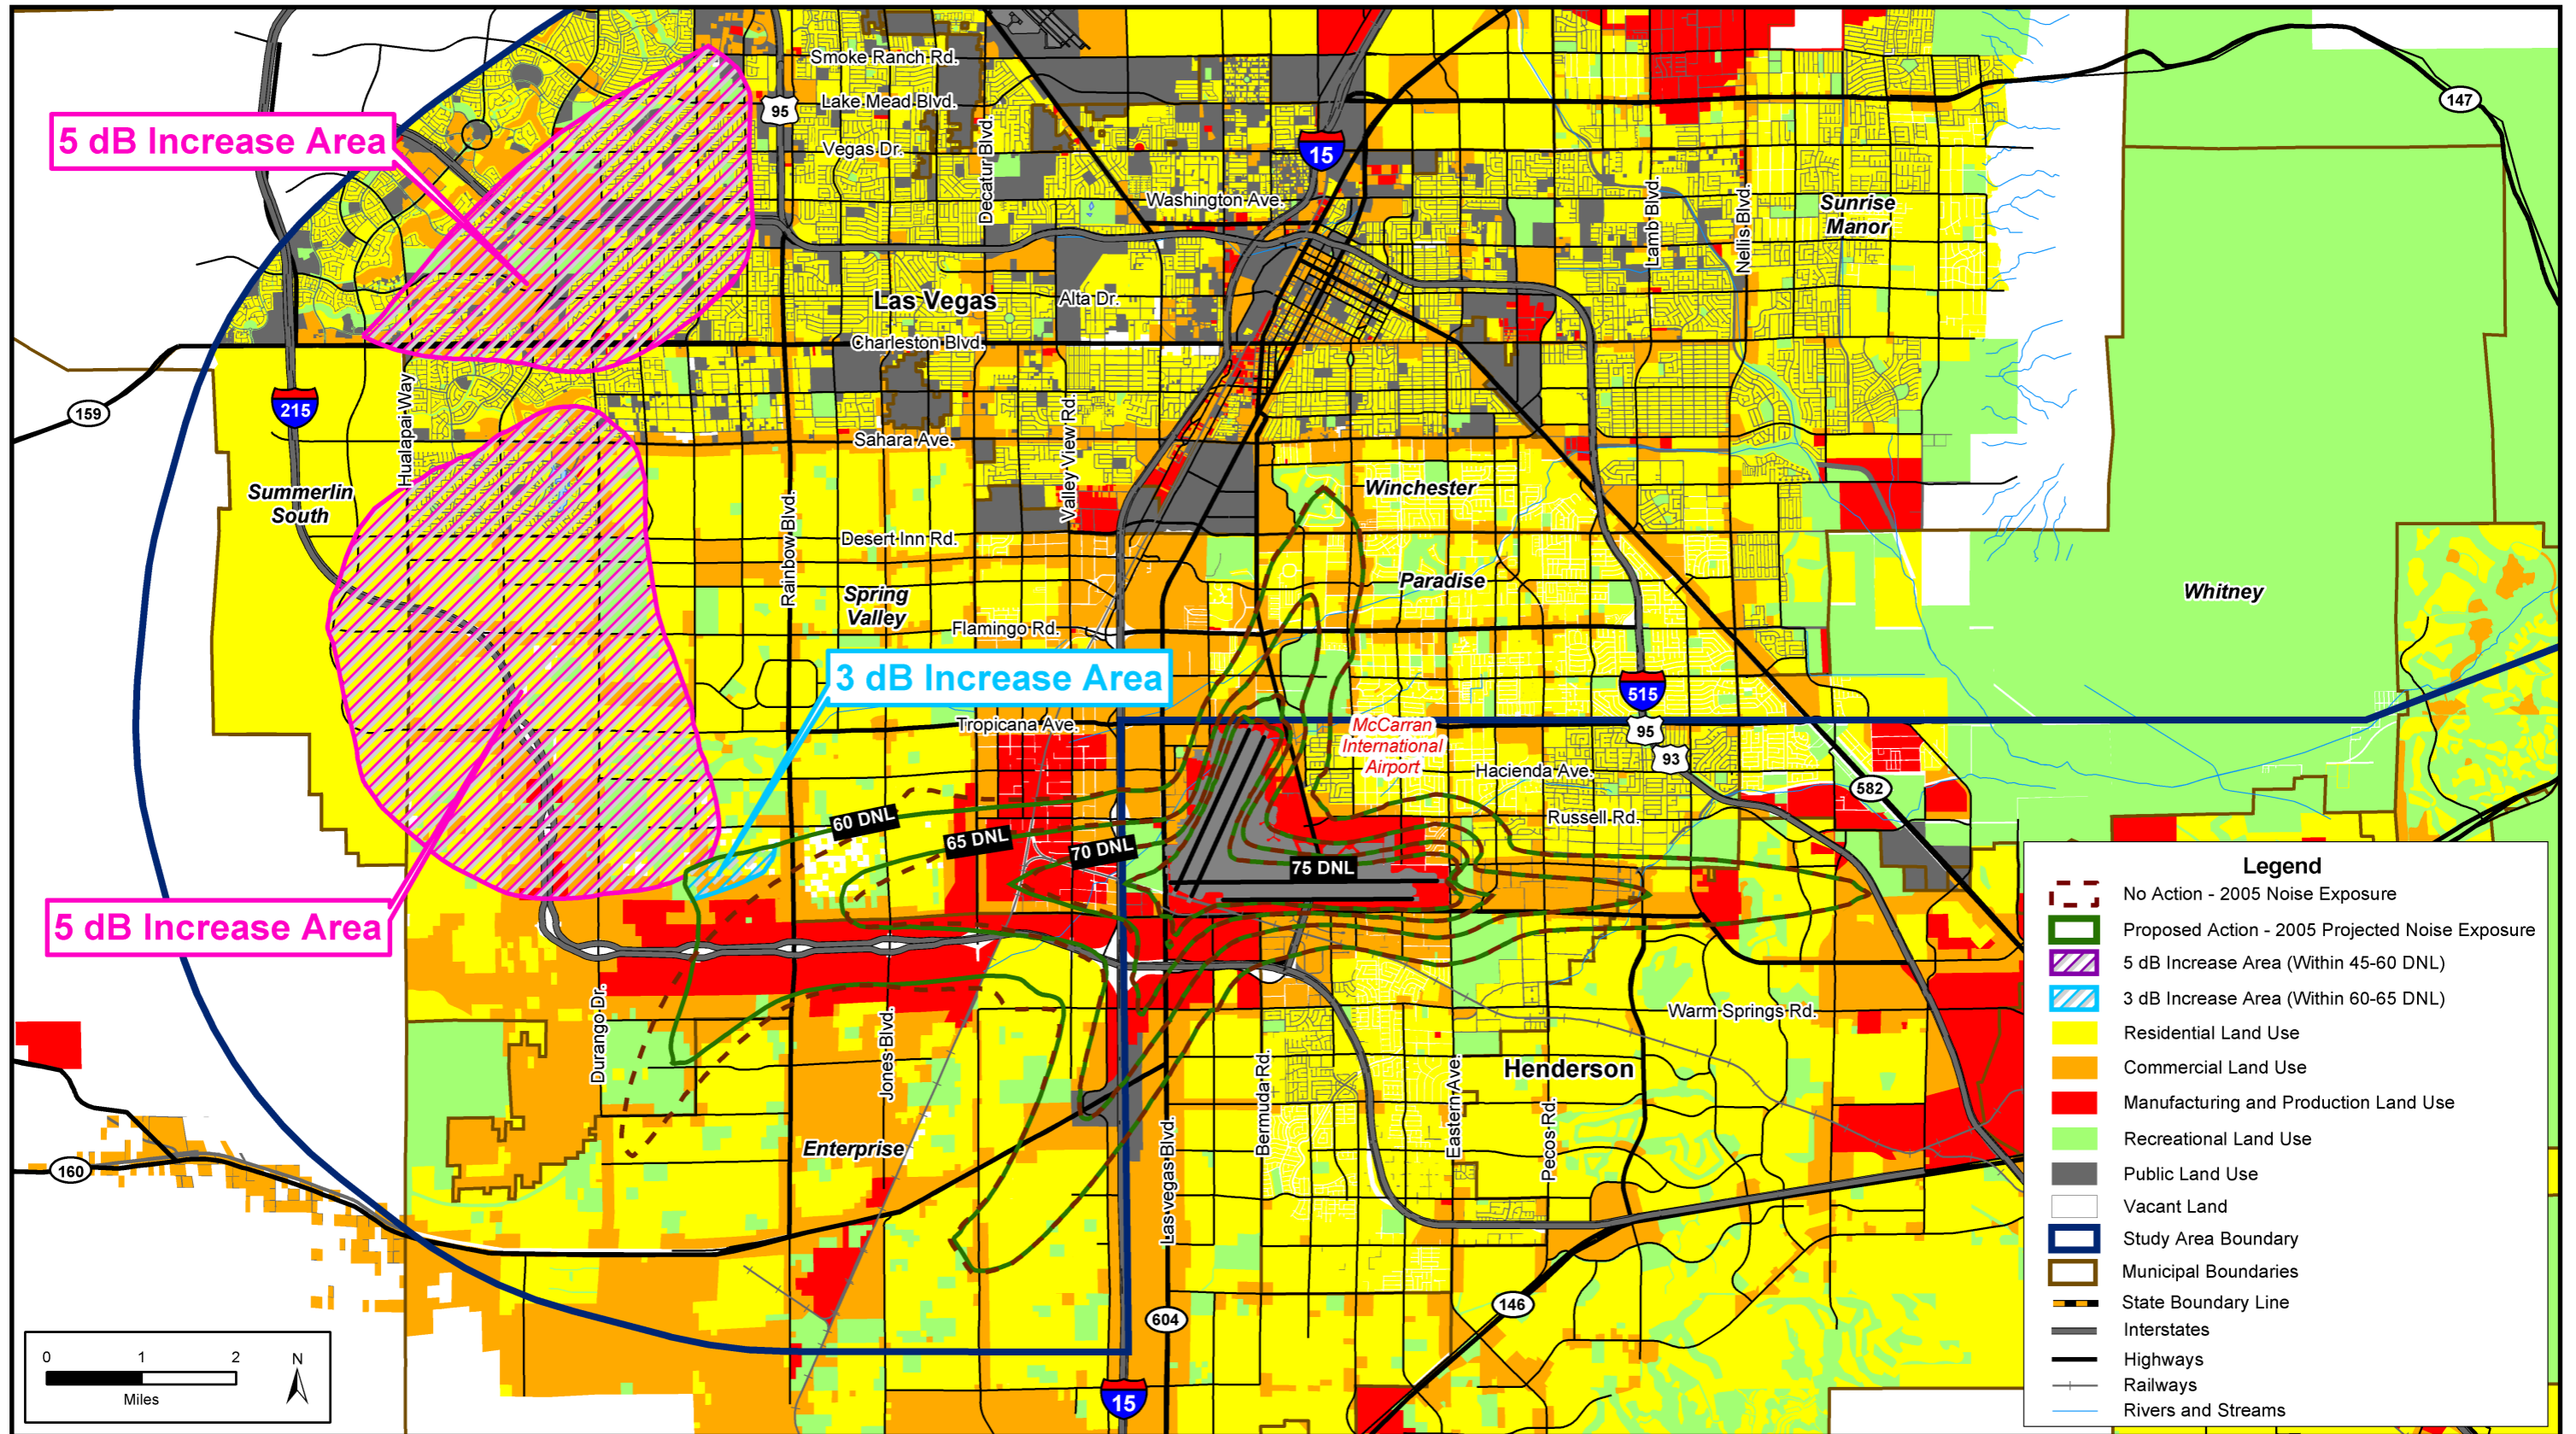 Smoke Ranch Rd.
Lake Mead Blvd.
95
147
5 dB Increase Area
Vegas Dr.
Decatur Blvd.
15
Washington Ave.
Lamb Blvd.
Nellis Blvd.
Sunrise
Manor
Las Vegas
Alta Dr.
Charleston Blvd.
159
215
Hualapai Way
Valley View Rd.
Sahara Ave.
Summerlin
South
Winchester
Rainbow Blvd.
Desert Inn Rd.
Paradise
Whitney
Spring
Valley
Flamingo Rd.
3 dB Increase Area
515
Tropicana Ave.
McCarran
International
Airport
95
93
Hacienda Ave.
582
60 DNL
65 DNL
70 DNL
75 DNL
Russell Rd.
5 dB Increase Area
Durango Dr.
Jones Blvd.
Warm Springs Rd.
Henderson
Bermuda Rd.
Eastern Ave.
Pecos Rd.
Enterprise
160
Las vegas Blvd.
604
146
15
0 1 2
Miles
N
Legend
No Action - 2005 Noise Exposure
Proposed Action - 2005 Projected Noise Exposure
5 dB Increase Area (Within 45-60 DNL)
3 dB Increase Area (Within 60-65 DNL)
Residential Land Use
Commercial Land Use
Manufacturing and Production Land Use
Recreational Land Use
Public Land Use
Vacant Land
Study Area Boundary
Municipal Boundaries
State Boundary Line
Interstates
Highways
Railways
Rivers and Streams